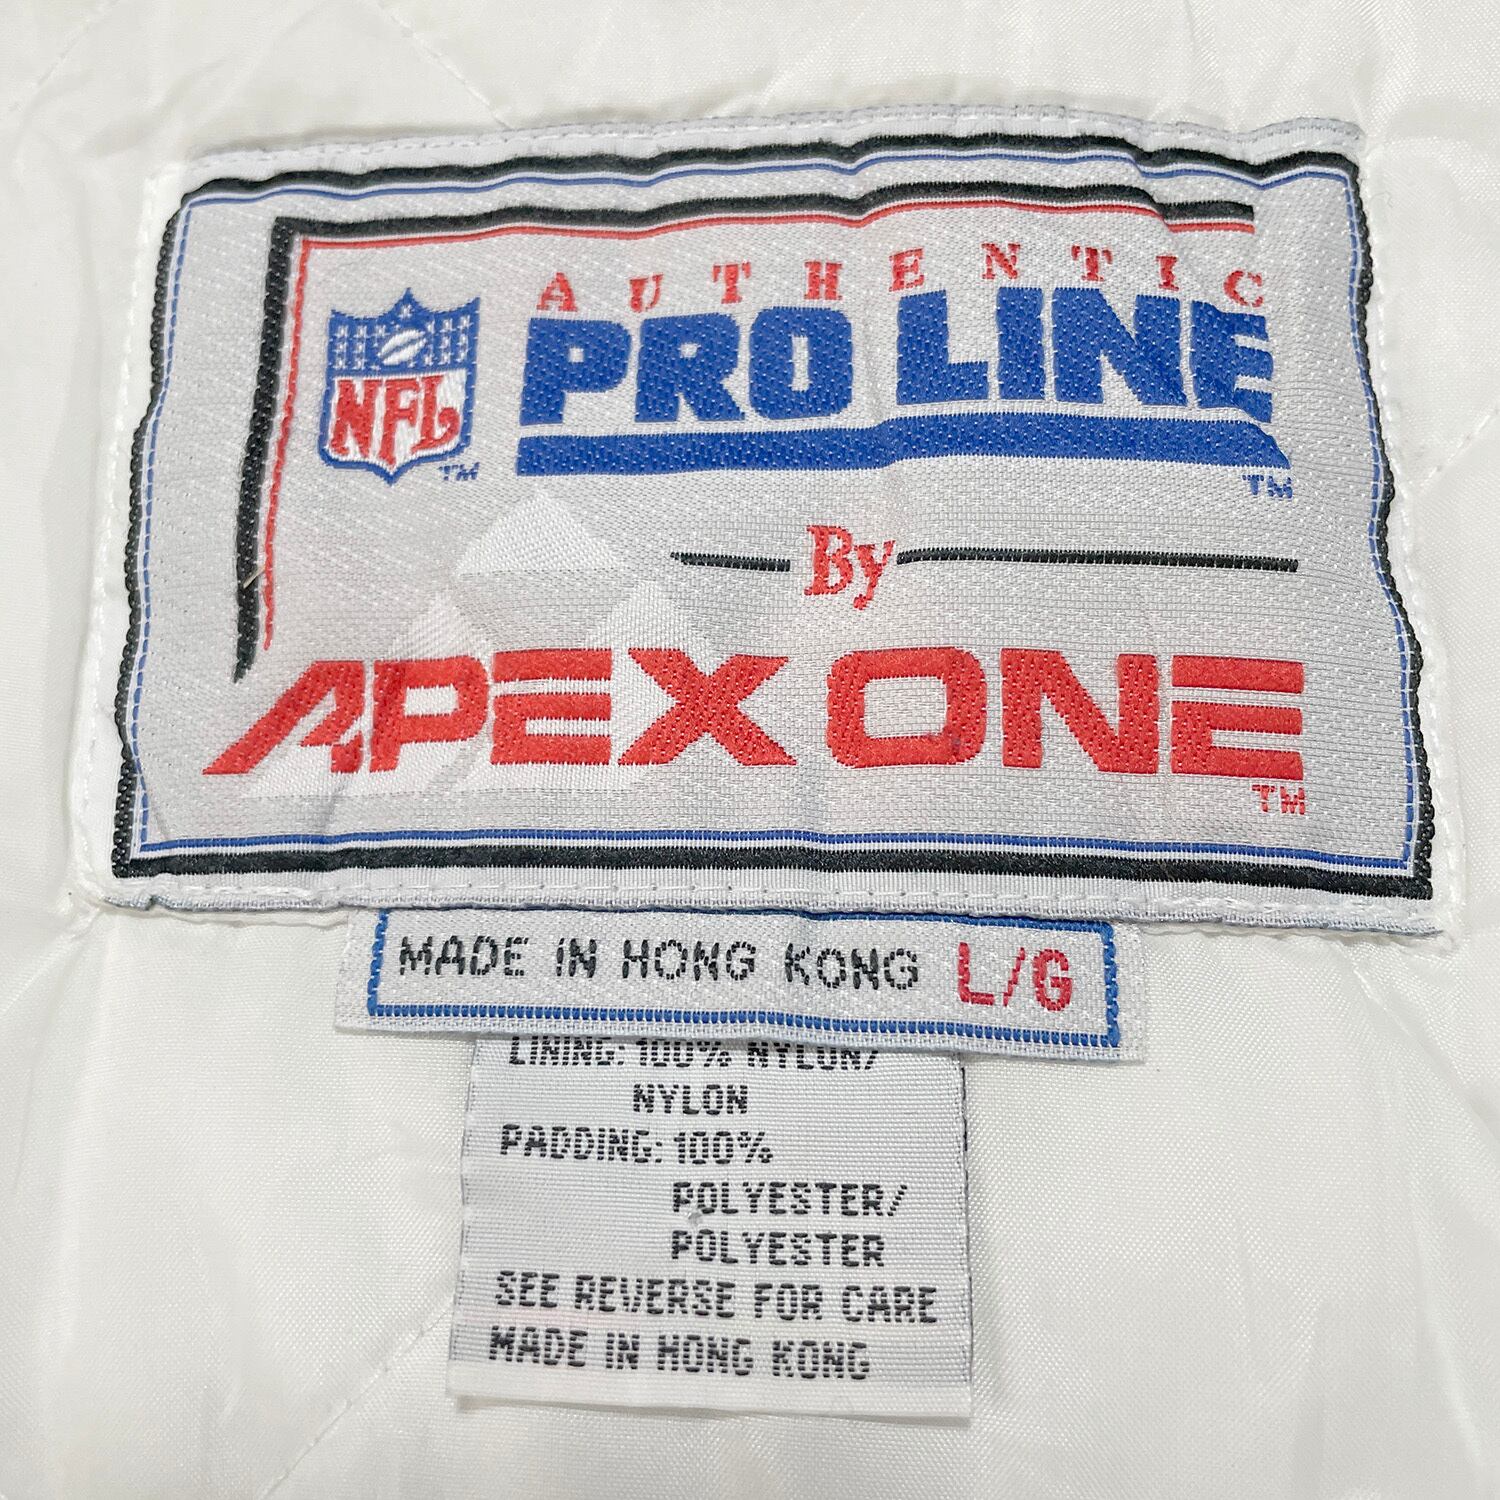 AUTHENTIC
PRO LINE
NFL
TM
TM
By
APEX ONE
TM
MADE IN HONG KONG L/G
LINING: 100% NYLON/
NYLON
PADDING: 100%
POLYESTER/
POLYESTER
SEE REVERSE FOR CARE
MADE IN HONG KONG